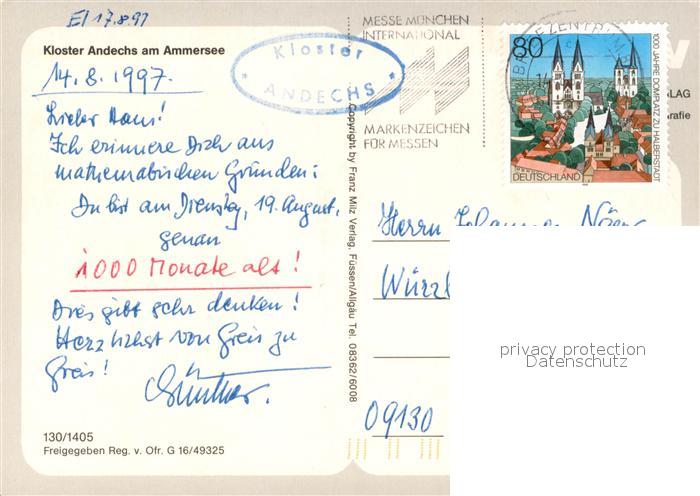 El 17.8.97
Kloster Andechs am Ammersee
14.8.1997.
Lieber Hans!
Ich erinnere Dich aus
mathematischen Gründen:
Du bist am Dienstag, 19. August,
genau
1000 Monate alt!
Dies gibt sehr denken!
Herzlichst von Greis zu
Greis!
Günther.
130/1405
Freigegeben Reg. v. Ofr. G 16/49325
Kloster
ANDECHS
Copyright by Franz Milz Verlag, Füssen/Allgäu Tel. 08362/6008
MESSE MÜNCHEN
INTERNATIONAL
MARKENZEICHEN
FÜR MESSEN
BRIEFZENTRUM
80
1000 JAHRE DOMPLATZ ZU HALBERSTADT
DEUTSCHLAND
LAG
grafie
Herrn Johannes
Würz
09130
privacy protection
Datenschutz